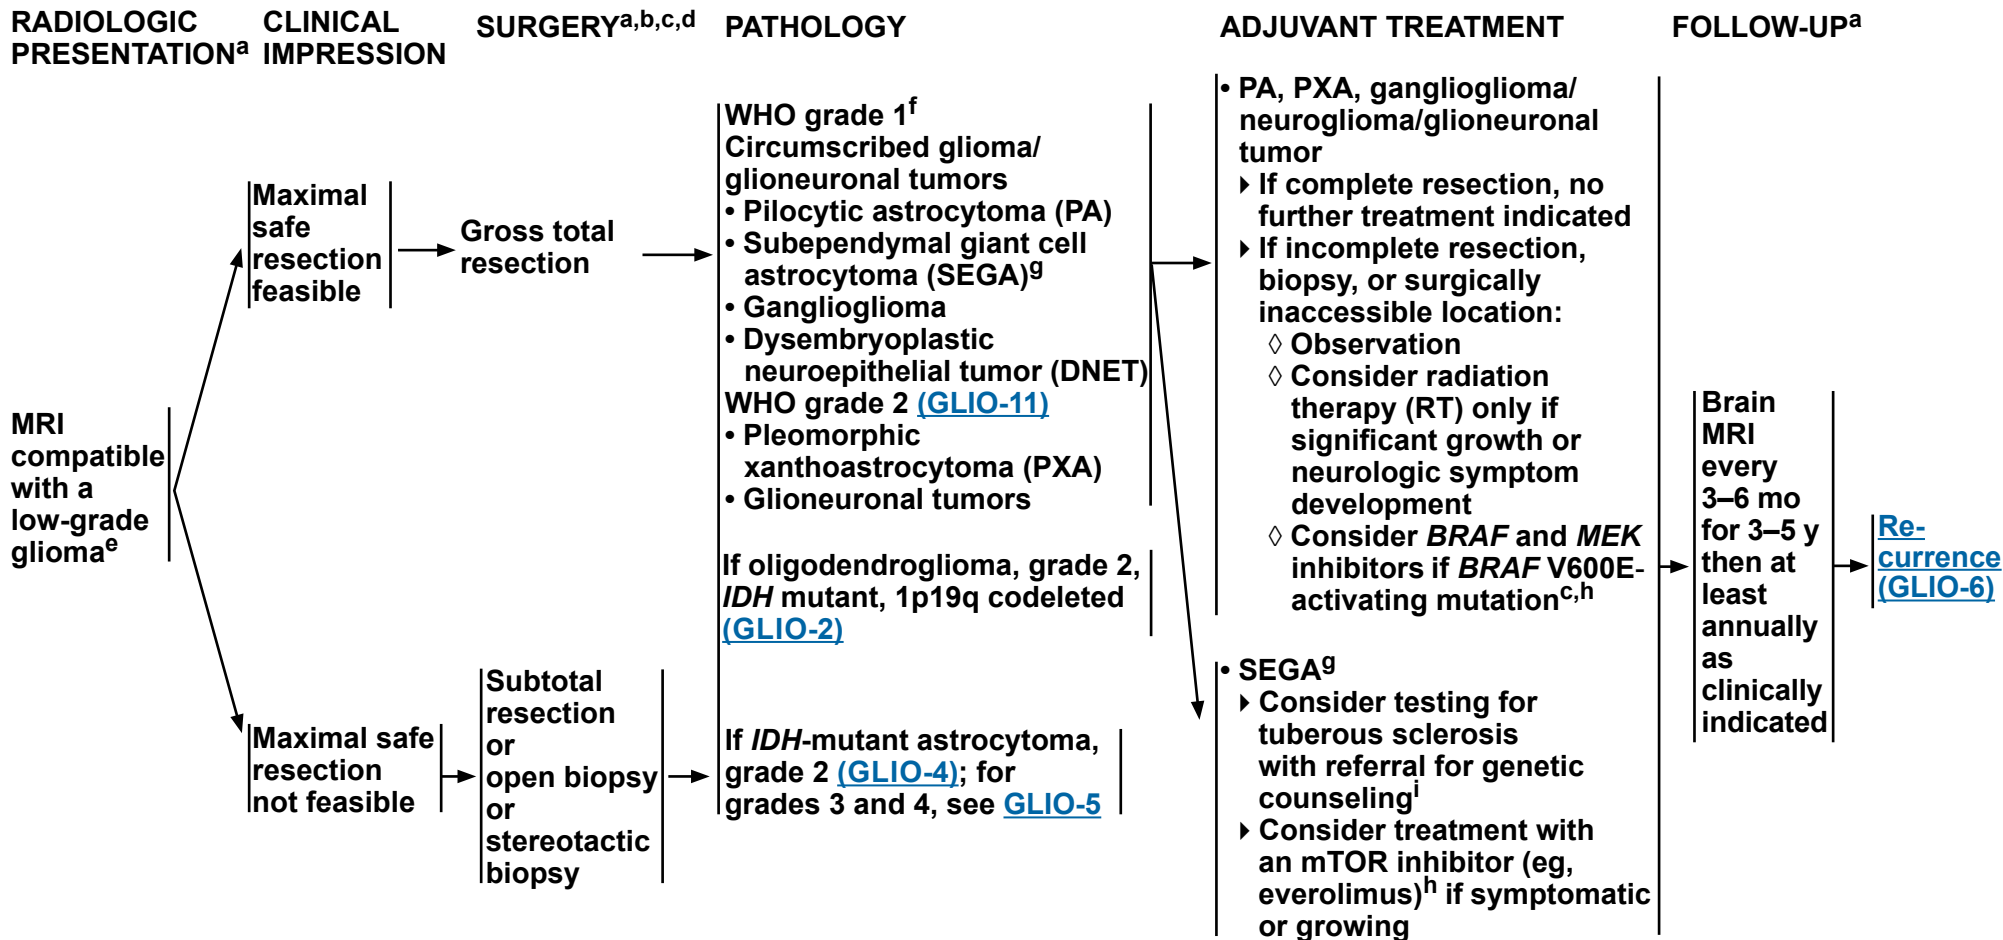 RADIOLOGIC
PRESENTATIONa
CLINICAL
IMPRESSION
SURGERYa,b,c,d
PATHOLOGY
ADJUVANT TREATMENT
FOLLOW-UPa
MRI
compatible
with a
low-grade
gliomae
Maximal
safe
resection
feasible
Gross total
resection
Maximal safe
resection
not feasible
Subtotal
resection
or
open biopsy
or
stereotactic
biopsy
WHO grade 1f
Circumscribed glioma/
glioneuronal tumors
• Pilocytic astrocytoma (PA)
• Subependymal giant cell
astrocytoma (SEGA)g
• Ganglioglioma
• Dysembryoplastic
neuroepithelial tumor (DNET)
WHO grade 2 (GLIO-11)
• Pleomorphic
xanthoastrocytoma (PXA)
• Glioneuronal tumors
If oligodendroglioma, grade 2,
IDH mutant, 1p19q codeleted
(GLIO-2)
If IDH-mutant astrocytoma,
grade 2 (GLIO-4); for
grades 3 and 4, see GLIO-5
• PA, PXA, ganglioglioma/
neuroglioma/glioneuronal
tumor
▸ If complete resection, no
further treatment indicated
▸ If incomplete resection,
biopsy, or surgically
inaccessible location:
◊ Observation
◊ Consider radiation
therapy (RT) only if
significant growth or
neurologic symptom
development
◊ Consider BRAF and MEK
inhibitors if BRAF V600E-
activating mutationc,h
• SEGAg
▸ Consider testing for
tuberous sclerosis
with referral for genetic
counselingi
▸ Consider treatment with
an mTOR inhibitor (eg,
everolimus)h if symptomatic
or growing
Brain
MRI
every
3–6 mo
for 3–5 y
then at
least
annually
as
clinically
indicated
Re-
currence
(GLIO-6)